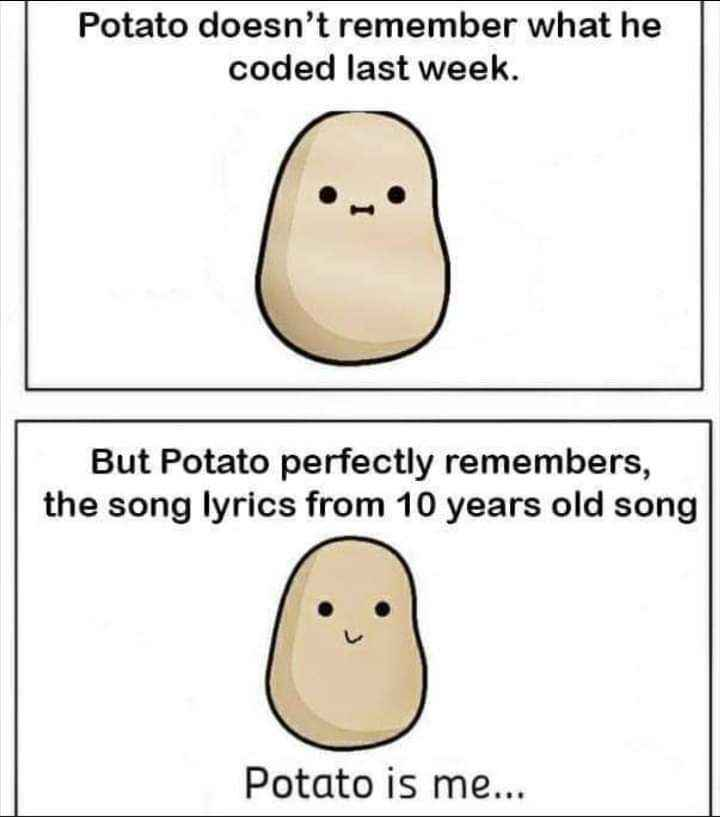 Potato doesn’t remember what he
coded last week.
But Potato perfectly remembers,
the song lyrics from 10 years old song
Potato is me...